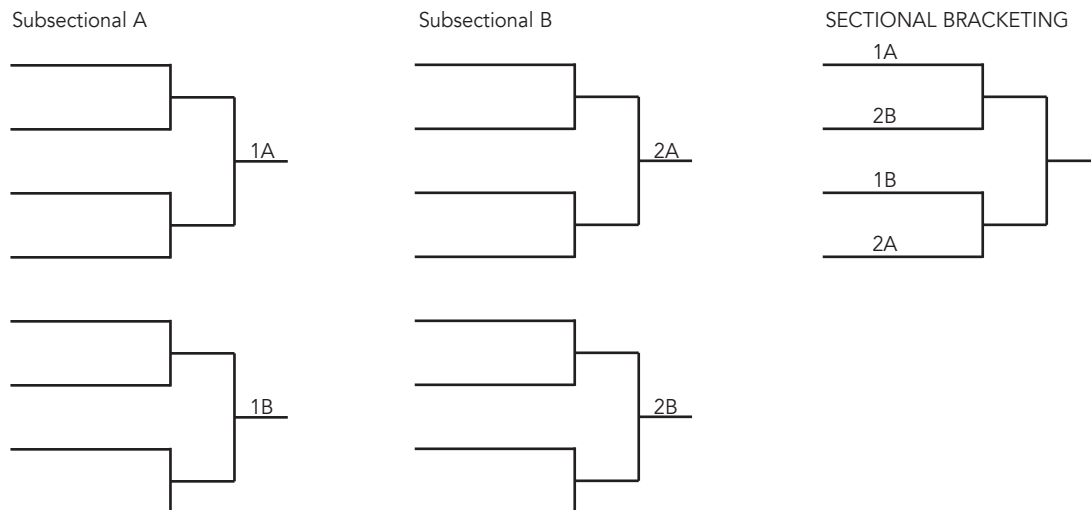 Subsectional A
Subsectional B
SECTIONAL BRACKETING
1A
2A
1B
2B
1A
2B
1B
2A